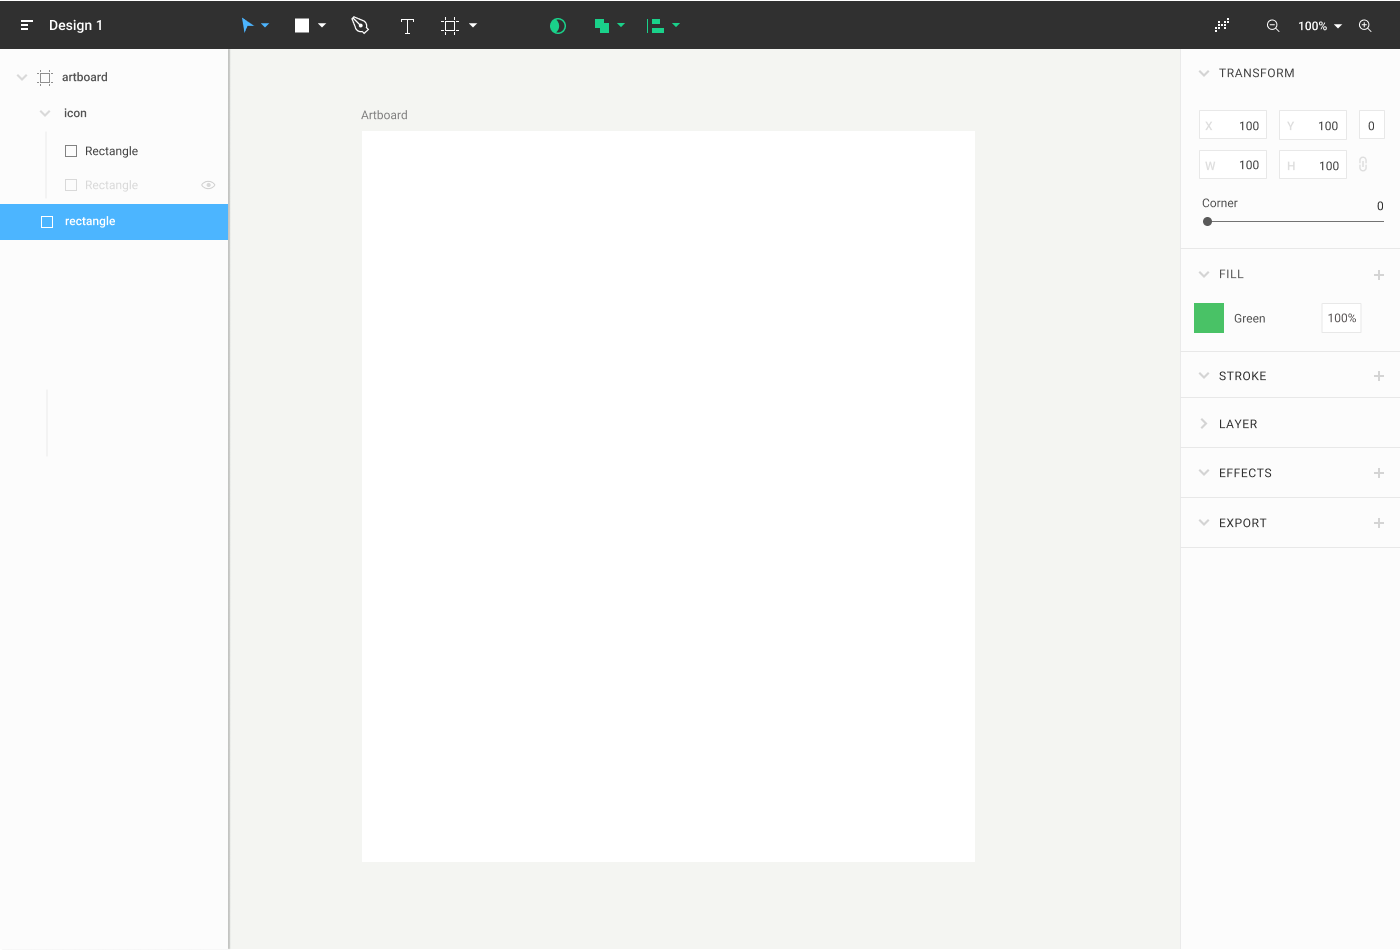 Design 1
100%
artboard
icon
Rectangle
Rectangle
rectangle
Artboard
TRANSFORM
X 100 Y 100 0
W 100 H 100
Corner 0
FILL
Green 100%
STROKE
LAYER
EFFECTS
EXPORT